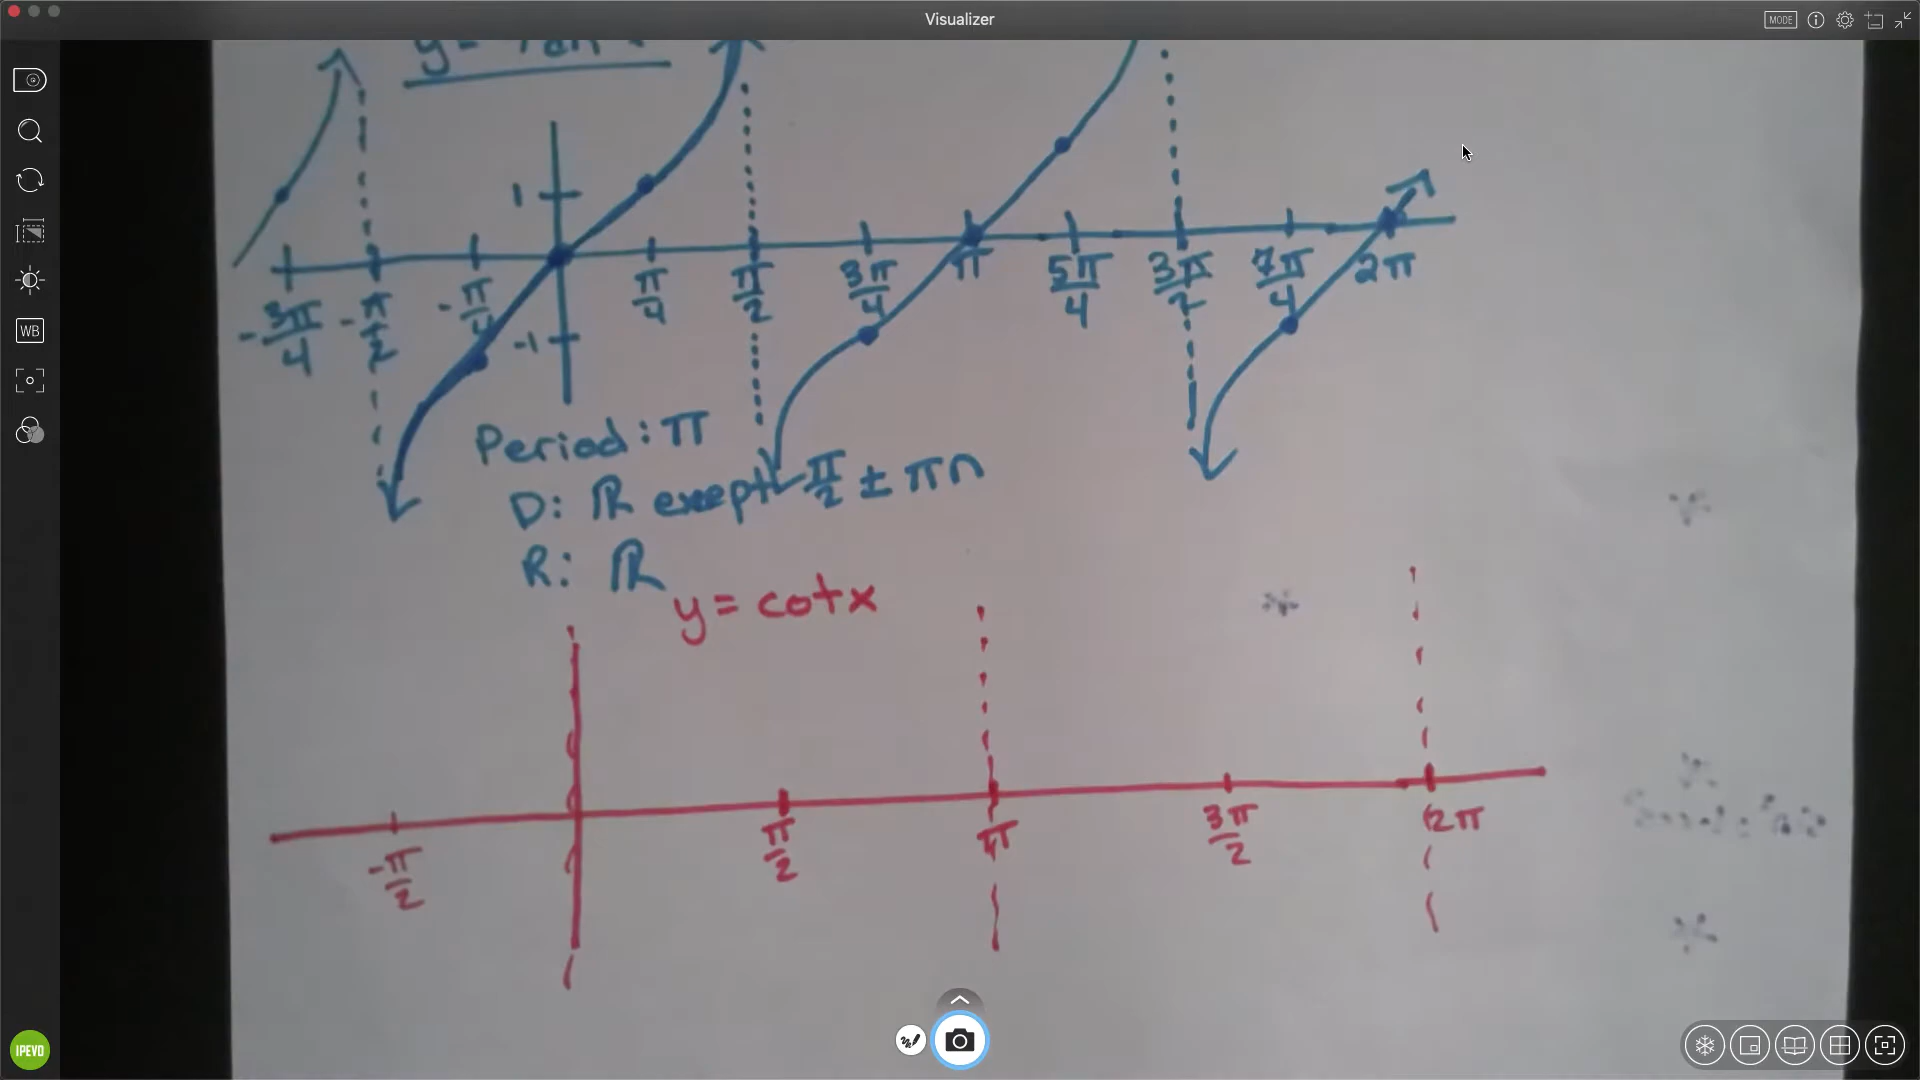 Visualizer
MODE
y = Tan
1
-3π/4 -π/2 -π/4 π/4 π/2 3π/4 π 5π/4 3π/2 7π/4 2π
-1
Period: π
D: ℝ exept π/2 ± πn
R: ℝ
y = cotx
-π/2 π/2 π 3π/2 2π
WB
IPEVO